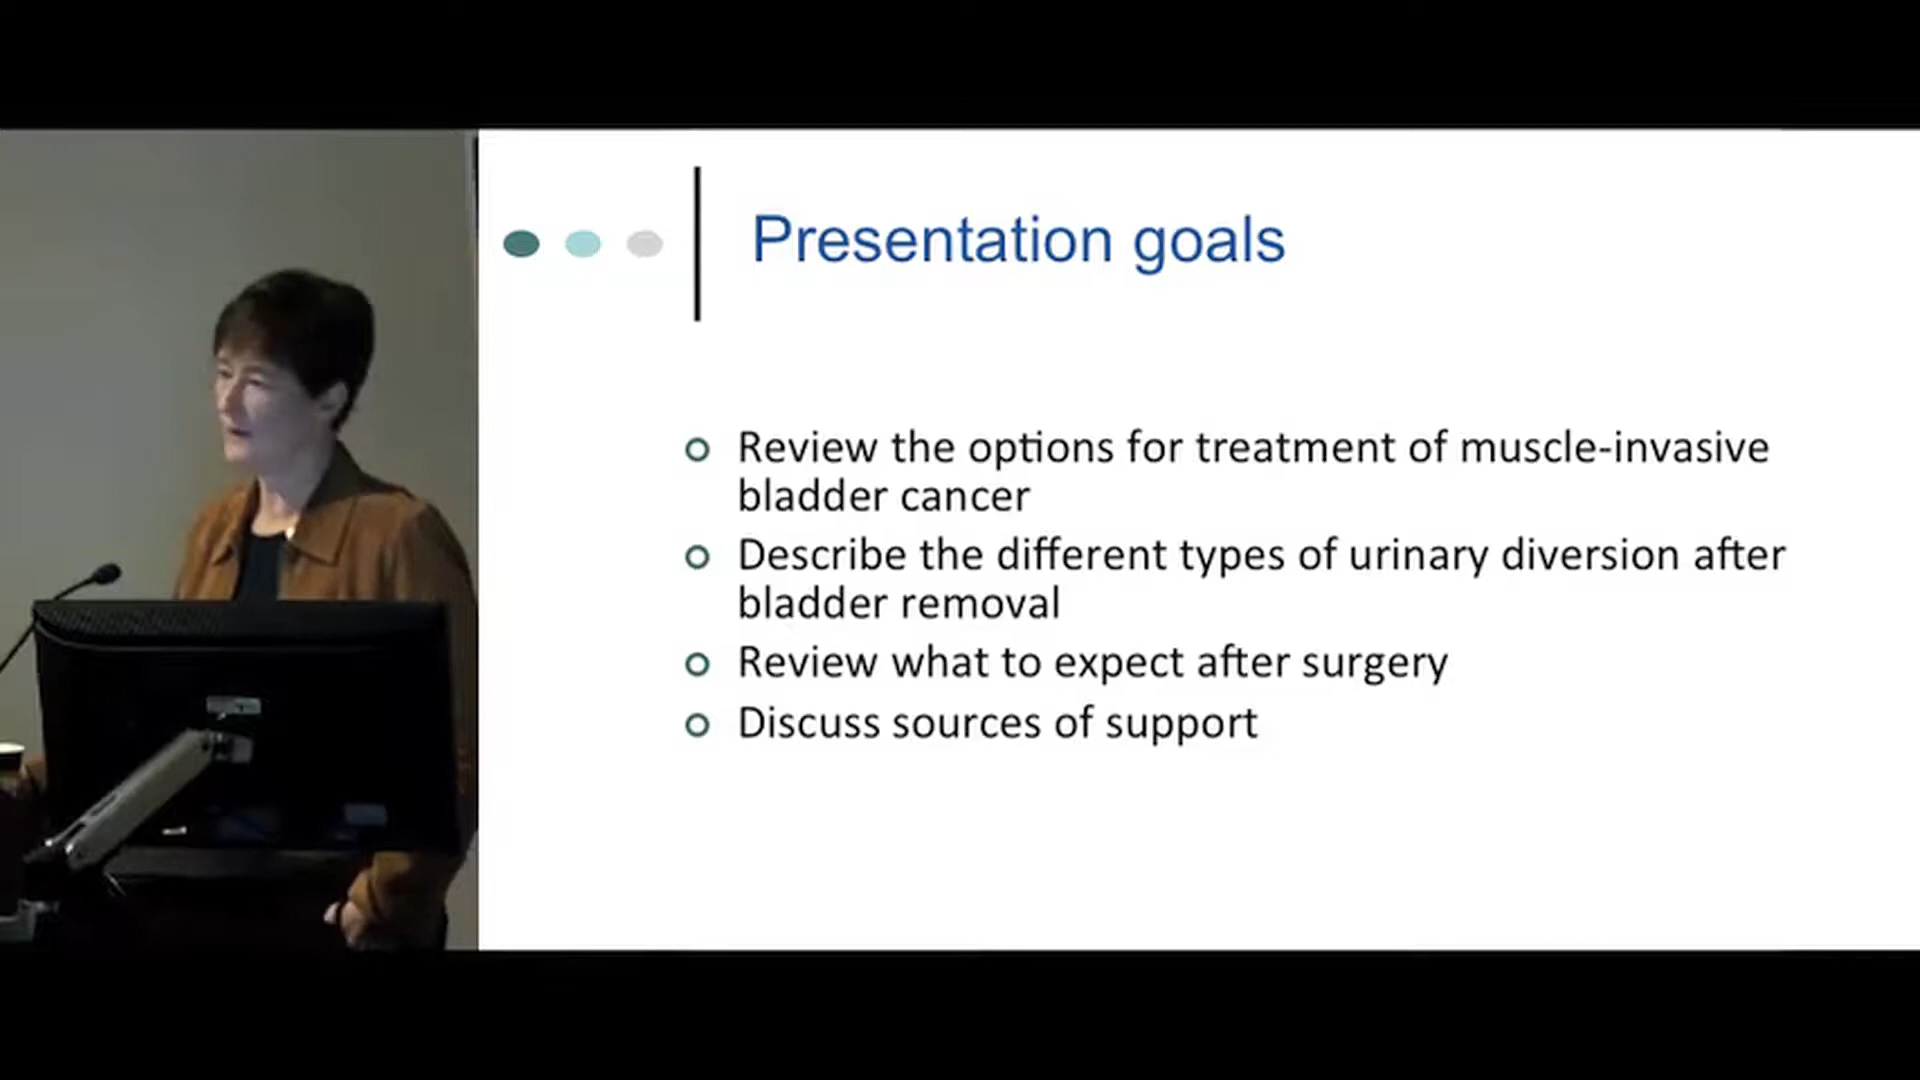 Presentation goals
Review the options for treatment of muscle-invasive
bladder cancer
Describe the different types of urinary diversion after
bladder removal
Review what to expect after surgery
Discuss sources of support